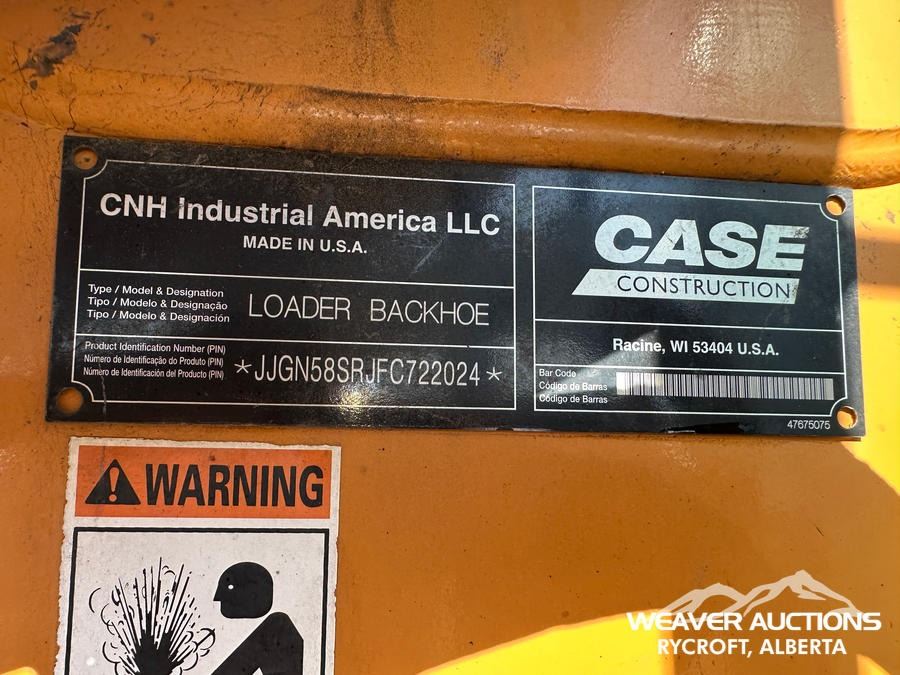 CNH Industrial America LLC
MADE IN U.S.A.
Type / Model & Designation
Tipo / Modelo & Designação
Tipo / Modelo & Designación
LOADER BACKHOE
Product Identification Number (PIN)
Número de Identificação do Produto (PIN)
Número de Identificación del Producto (PIN)
*JJGN58SRJFC722024*
CASE
CONSTRUCTION
Racine, WI 53404 U.S.A.
Bar Code
Código de Barras
Código de Barras
47675075
WARNING
WEAVER AUCTIONS
RYCROFT, ALBERTA